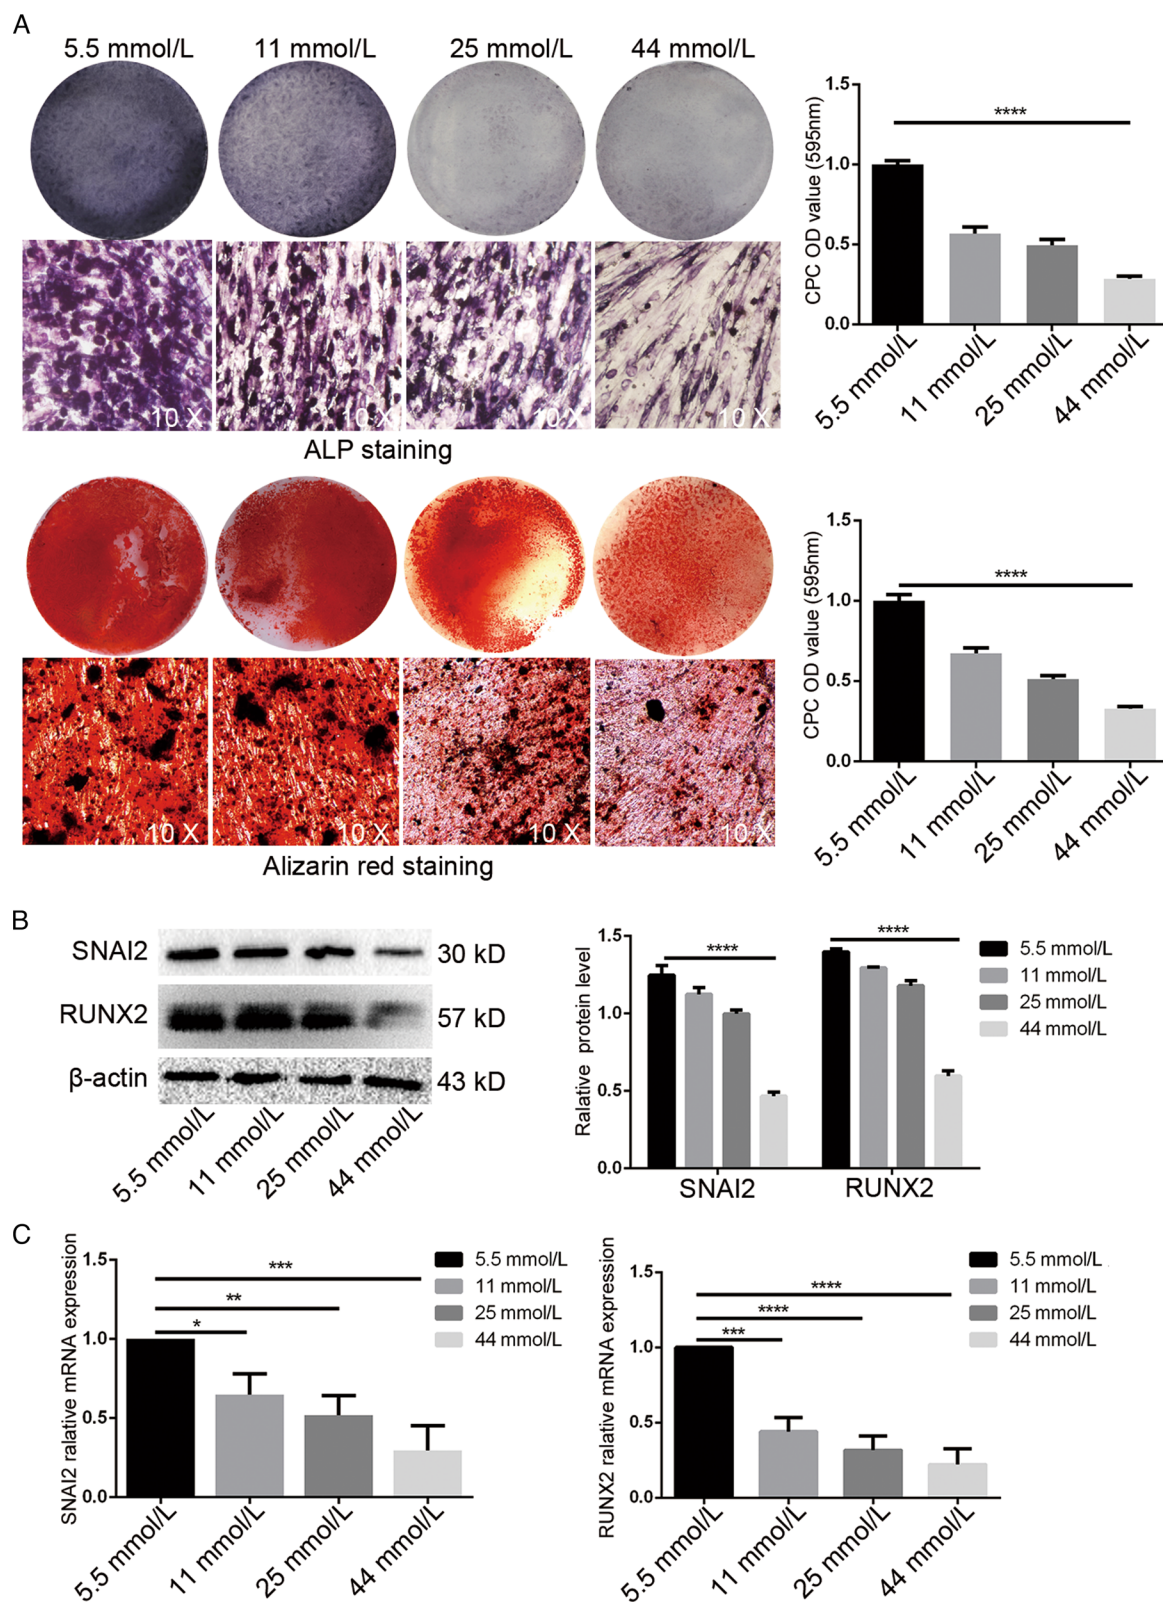 A
5.5 mmol/L 11 mmol/L 25 mmol/L 44 mmol/L
10 X 10 X 10 X 10 X
ALP staining
CPC OD value (595nm)
1.5
1.0
0.5
0.0
****
5.5 mmol/L 11 mmol/L 25 mmol/L 44 mmol/L
10 X 10 X 10 X 10 X
Alizarin red staining
CPC OD value (595nm)
1.5
1.0
0.5
0.0
****
5.5 mmol/L 11 mmol/L 25 mmol/L 44 mmol/L
B
SNAI2 30 kD
RUNX2 57 kD
β-actin 43 kD
5.5 mmol/L 11 mmol/L 25 mmol/L 44 mmol/L
Ralative protein level
1.5
1.0
0.5
0.0
**** ****
SNAI2 RUNX2
5.5 mmol/L
11 mmol/L
25 mmol/L
44 mmol/L
C
SNAI2 ralative mRNA expression
1.5
1.0
0.5
0.0
***
**
*
5.5 mmol/L 11 mmol/L 25 mmol/L 44 mmol/L
5.5 mmol/L
11 mmol/L
25 mmol/L
44 mmol/L
RUNX2 relative mRNA expression
1.5
1.0
0.5
0.0
****
****
***
5.5 mmol/L 11 mmol/L 25 mmol/L 44 mmol/L
5.5 mmol/L
11 mmol/L
25 mmol/L
44 mmol/L